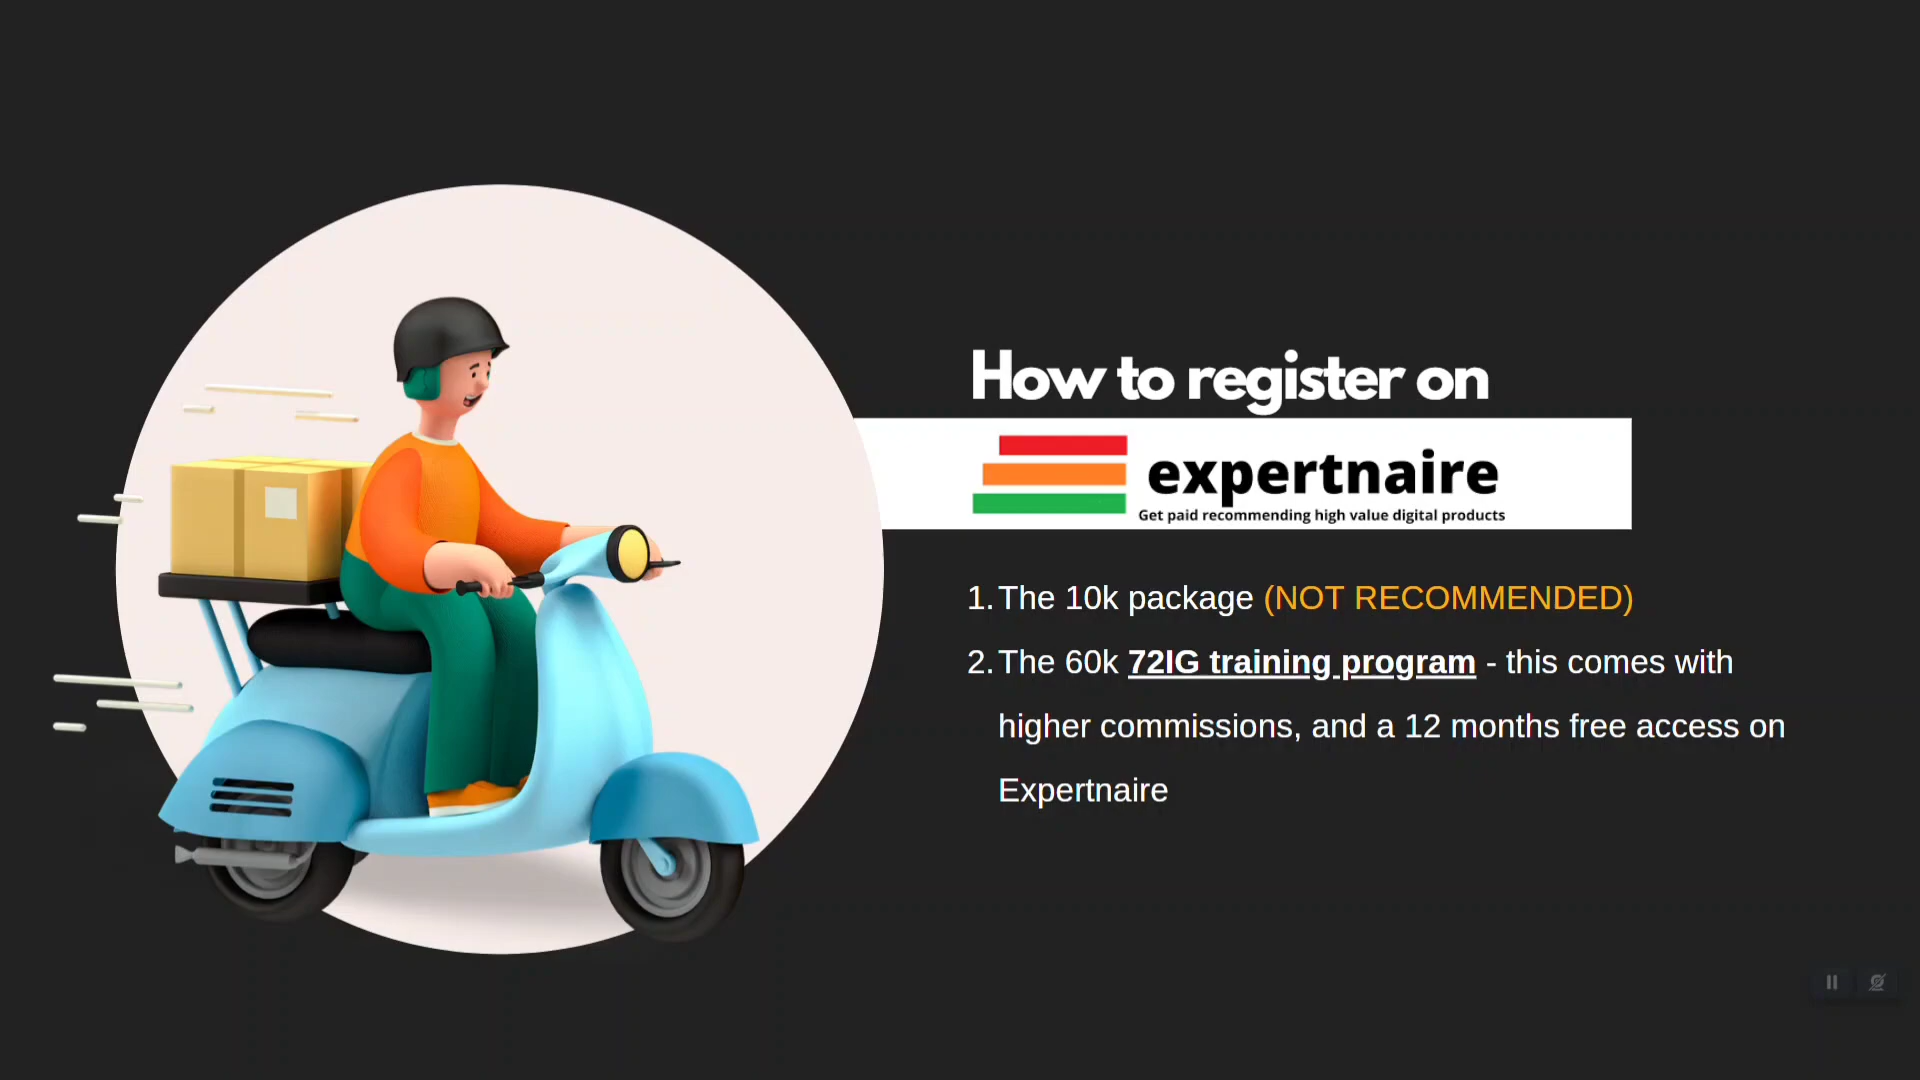 How to register on
expertnaire
Get paid recommending high value digital products
1. The 10k package (NOT RECOMMENDED)
2. The 60k 72IG training program - this comes with
higher commissions, and a 12 months free access on
Expertnaire